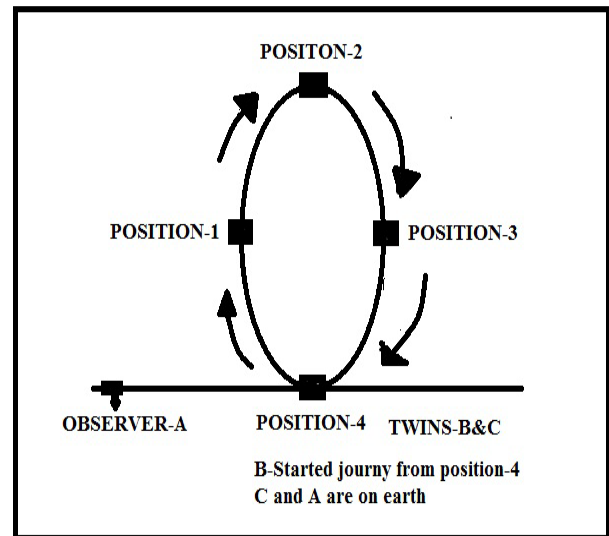 POSITON-2
POSITION-1
POSITION-3
OBSERVER-A
POSITION-4
TWINS-B&C
B-Started journy from position-4
C and A are on earth